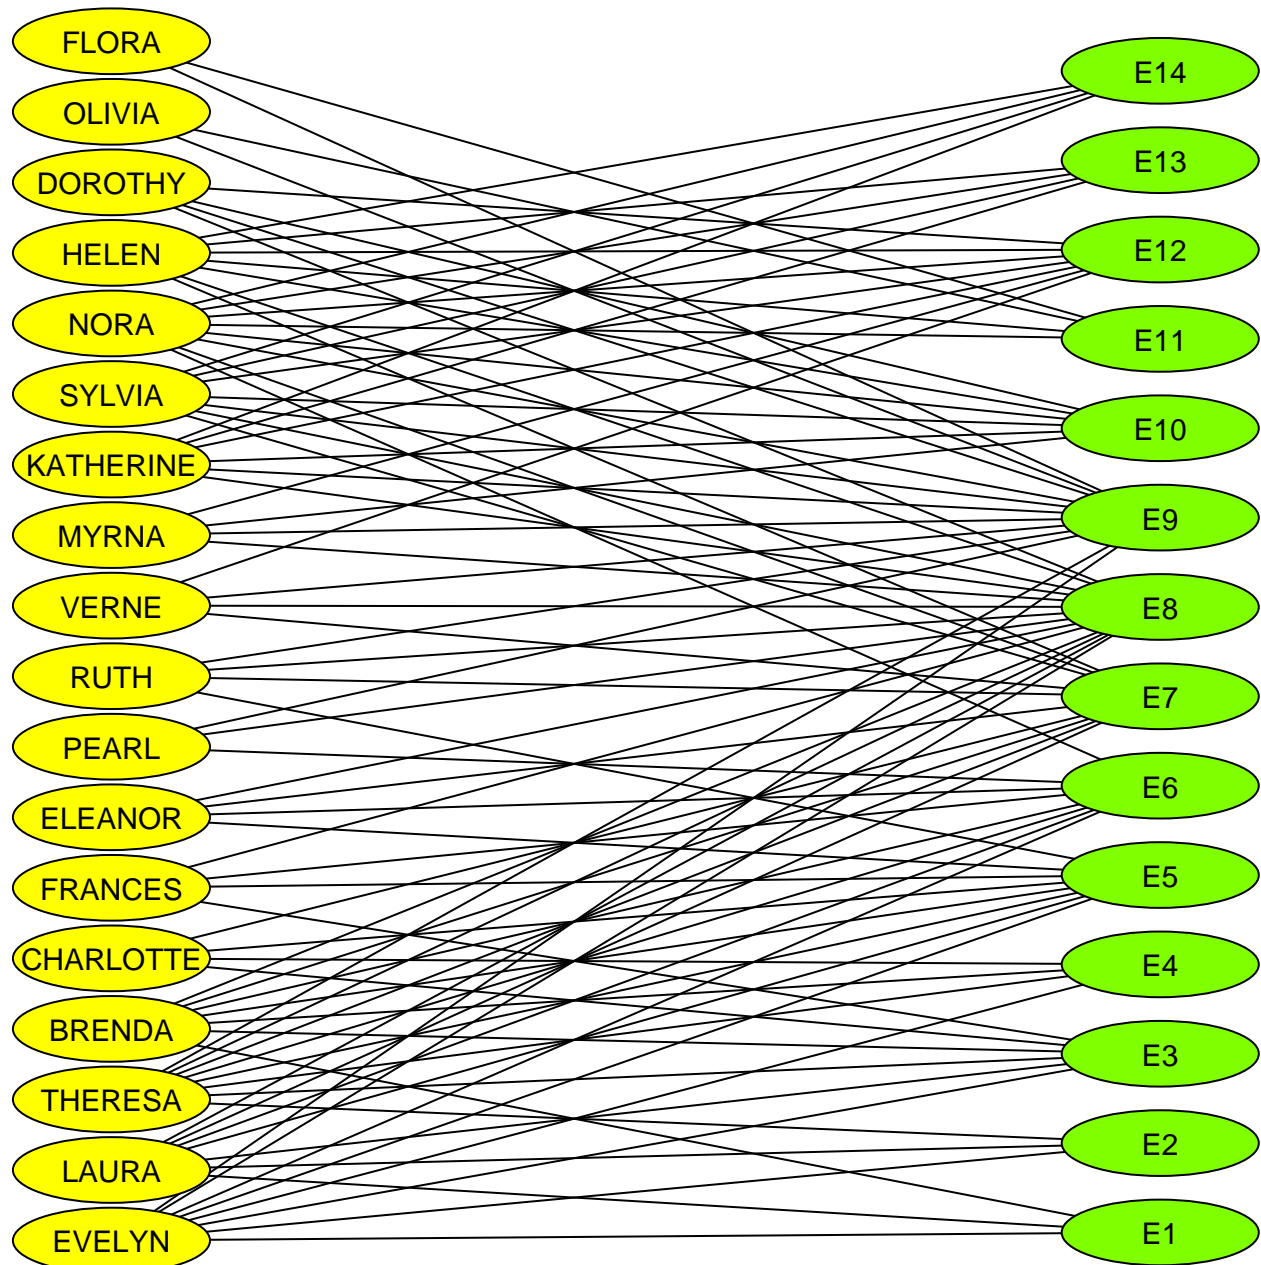 FLORA
OLIVIA
DOROTHY
HELEN
NORA
SYLVIA
KATHERINE
MYRNA
VERNE
RUTH
PEARL
ELEANOR
FRANCES
CHARLOTTE
BRENDA
THERESA
LAURA
EVELYN
E14
E13
E12
E11
E10
E9
E8
E7
E6
E5
E4
E3
E2
E1